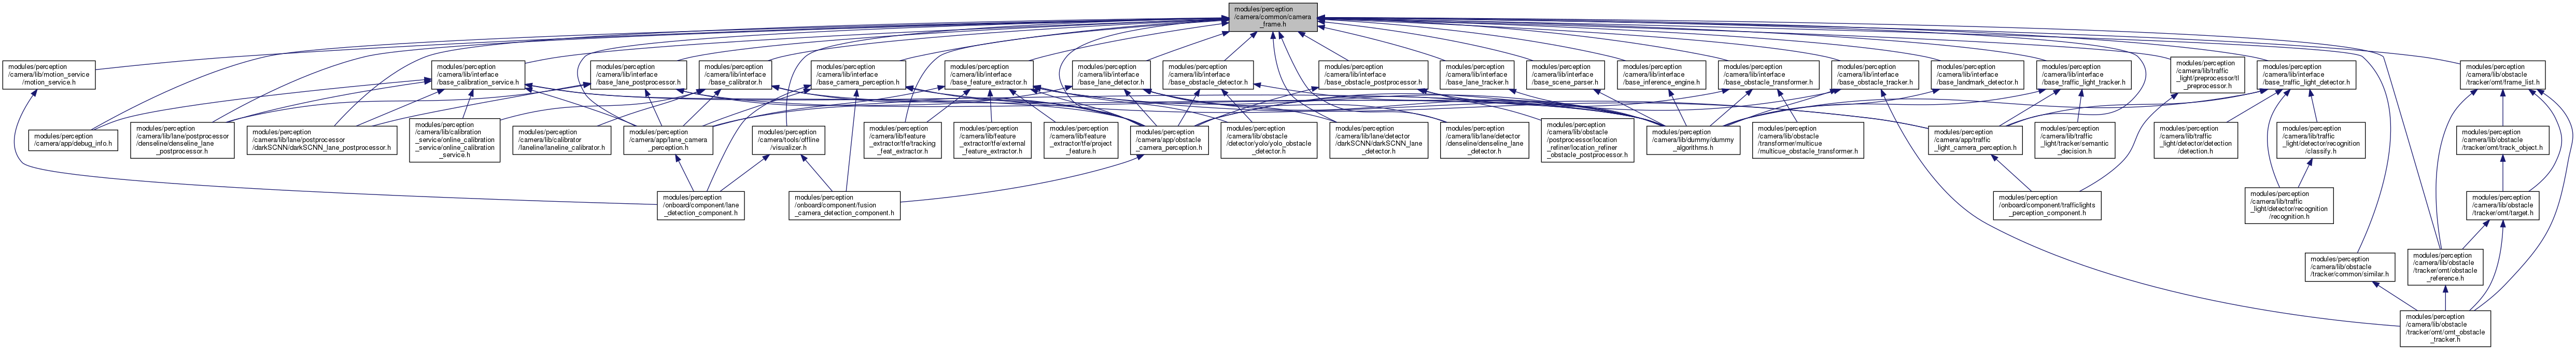 modules/perception
/camera/common/camera
_frame.h
modules/perception
/camera/lib/motion_service
/motion_service.h
modules/perception
/camera/lib/interface
/base_calibration_service.h
modules/perception
/camera/lib/interface
/base_lane_postprocessor.h
modules/perception
/camera/lib/interface
/base_calibrator.h
modules/perception
/camera/lib/interface
/base_camera_perception.h
modules/perception
/camera/lib/interface
/base_feature_extractor.h
modules/perception
/camera/lib/interface
/base_lane_detector.h
modules/perception
/camera/lib/interface
/base_obstacle_detector.h
modules/perception
/camera/lib/interface
/base_obstacle_postprocessor.h
modules/perception
/camera/lib/interface
/base_lane_tracker.h
modules/perception
/camera/lib/interface
/base_scene_parser.h
modules/perception
/camera/lib/interface
/base_inference_engine.h
modules/perception
/camera/lib/interface
/base_obstacle_transformer.h
modules/perception
/camera/lib/interface
/base_obstacle_tracker.h
modules/perception
/camera/lib/interface
/base_landmark_detector.h
modules/perception
/camera/lib/interface
/base_traffic_light_tracker.h
modules/perception
/camera/lib/traffic
_light/preprocessor/tl
_preprocessor.h
modules/perception
/camera/lib/interface
/base_traffic_light_detector.h
modules/perception
/camera/lib/obstacle
/tracker/omt/frame_list.h
modules/perception
/camera/app/debug_info.h
modules/perception
/camera/lib/lane/postprocessor
/denseline/denseline_lane
_postprocessor.h
modules/perception
/camera/lib/lane/postprocessor
/darkSCNN/darkSCNN_lane_postprocessor.h
modules/perception
/camera/lib/calibration
_service/online_calibration
_service/online_calibration
_service.h
modules/perception
/camera/lib/calibrator
/laneline/laneline_calibrator.h
modules/perception
/camera/app/lane_camera
_perception.h
modules/perception
/camera/tools/offline
/visualizer.h
modules/perception
/camera/lib/feature
_extractor/tfe/tracking
_feat_extractor.h
modules/perception
/camera/lib/feature
_extractor/tfe/external
_feature_extractor.h
modules/perception
/camera/lib/feature
_extractor/tfe/project
_feature.h
modules/perception
/camera/app/obstacle
_camera_perception.h
modules/perception
/camera/lib/obstacle
/detector/yolo/yolo_obstacle
_detector.h
modules/perception
/camera/lib/lane/detector
/darkSCNN/darkSCNN_lane
_detector.h
modules/perception
/camera/lib/lane/detector
/denseline/denseline_lane
_detector.h
modules/perception
/camera/lib/obstacle
/postprocessor/location
_refiner/location_refiner
_obstacle_postprocessor.h
modules/perception
/camera/lib/dummy/dummy
_algorithms.h
modules/perception
/camera/lib/obstacle
/transformer/multicue
/multicue_obstacle_transformer.h
modules/perception
/camera/app/traffic
_light_camera_perception.h
modules/perception
/camera/lib/traffic
_light/tracker/semantic
_decision.h
modules/perception
/camera/lib/traffic
_light/detector/detection
/detection.h
modules/perception
/camera/lib/traffic
_light/detector/recognition
/classify.h
modules/perception
/camera/lib/obstacle
/tracker/omt/track_object.h
modules/perception
/onboard/component/lane
_detection_component.h
modules/perception
/onboard/component/fusion
_camera_detection_component.h
modules/perception
/onboard/component/trafficlights
_perception_component.h
modules/perception
/camera/lib/traffic
_light/detector/recognition
/recognition.h
modules/perception
/camera/lib/obstacle
/tracker/omt/target.h
modules/perception
/camera/lib/obstacle
/tracker/common/similar.h
modules/perception
/camera/lib/obstacle
/tracker/omt/obstacle
_reference.h
modules/perception
/camera/lib/obstacle
/tracker/omt/omt_obstacle
_tracker.h